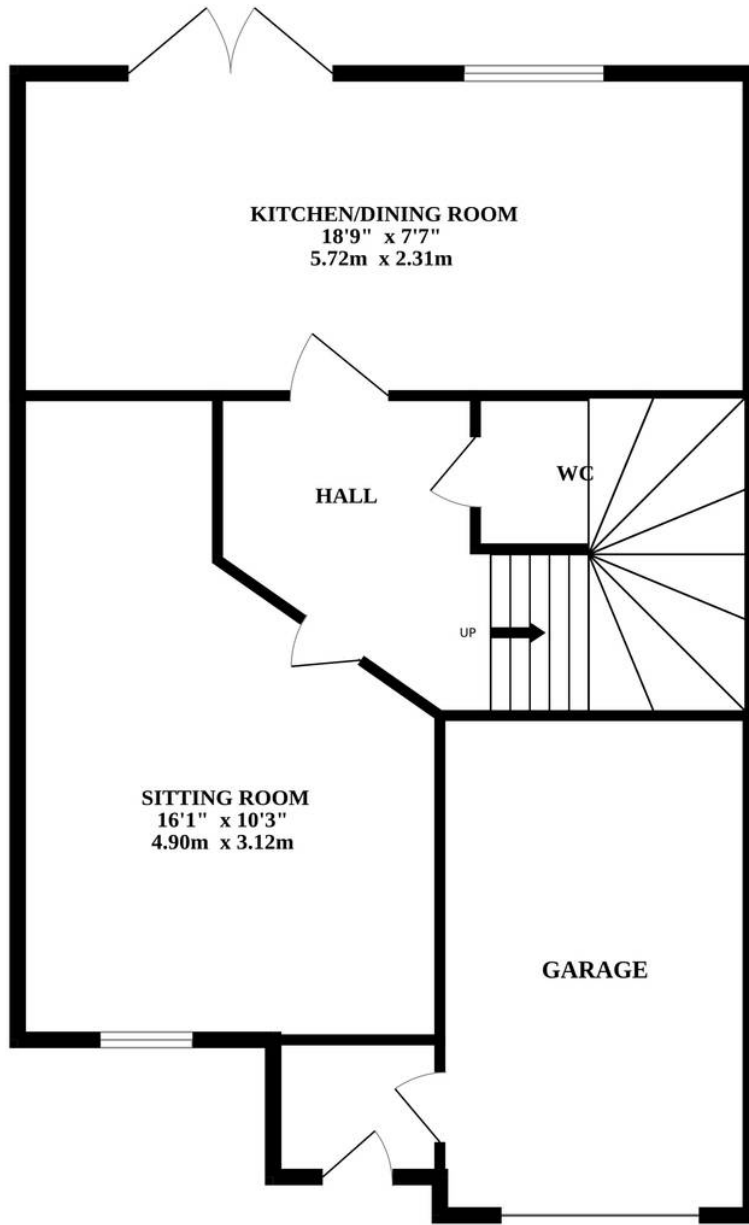 KITCHEN/DINING ROOM
18'9" x 7'7"
5.72m x 2.31m
WC
HALL
UP
SITTING ROOM
16'1" x 10'3"
4.90m x 3.12m
GARAGE